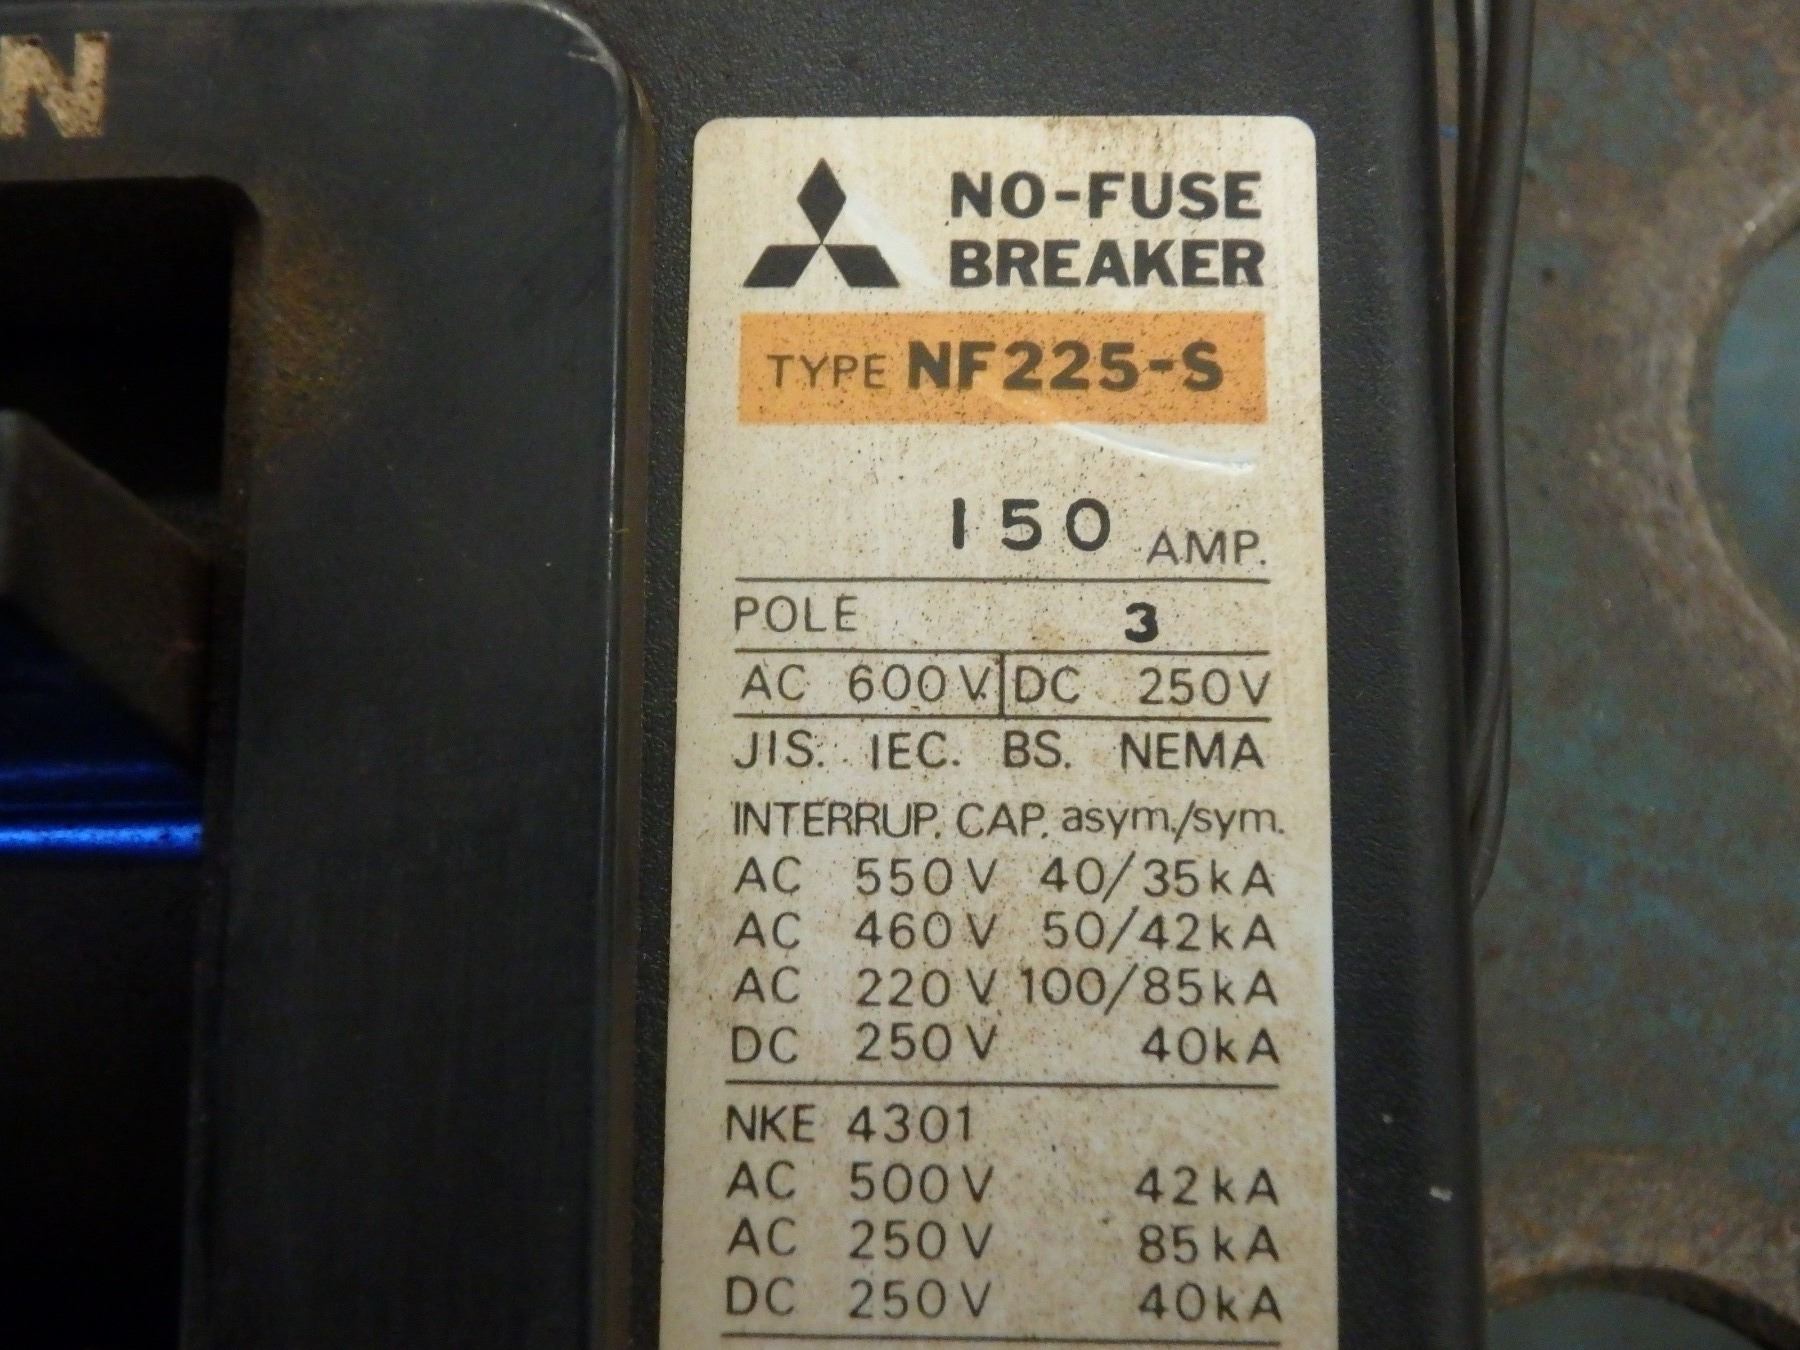 N
NO-FUSE
BREAKER
TYPE NF225-S
150 AMP.
POLE 3
AC 600V. DC 250V
JIS. IEC. BS. NEMA
INTERRUP. CAP. asym./sym.
AC 550V 40/35kA
AC 460V 50/42kA
AC 220V 100/85kA
DC 250V 40kA
NKE 4301
AC 500V 42kA
AC 250V 85kA
DC 250V 40kA